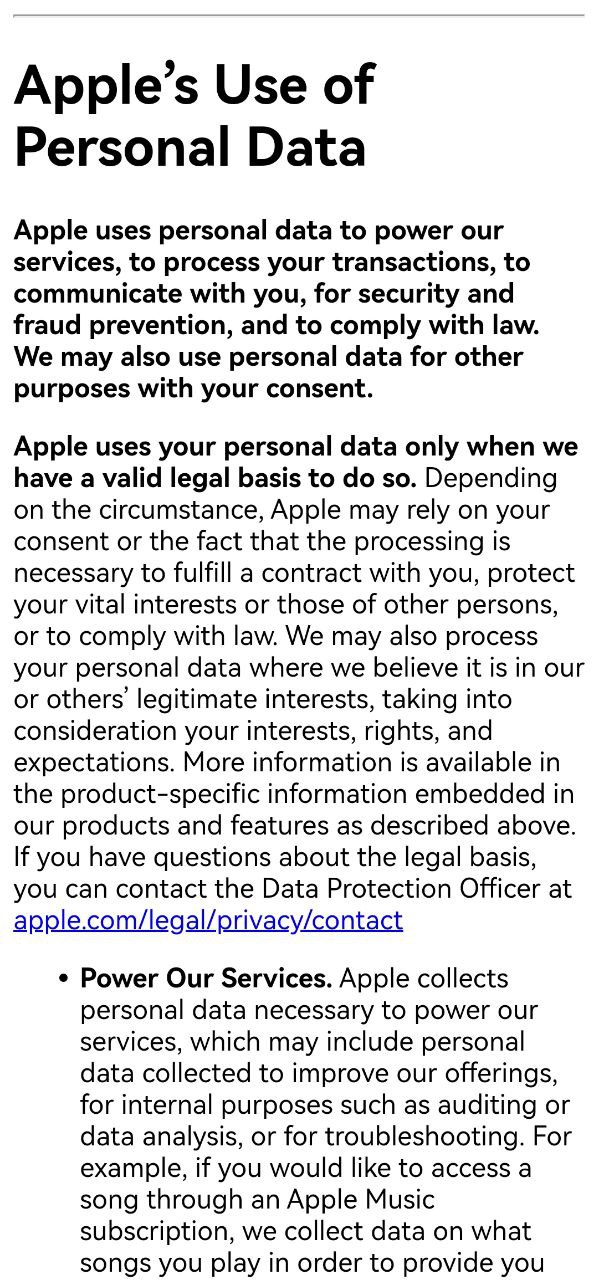 Apple’s Use of
Personal Data
Apple uses personal data to power our
services, to process your transactions, to
communicate with you, for security and
fraud prevention, and to comply with law.
We may also use personal data for other
purposes with your consent.
Apple uses your personal data only when we
have a valid legal basis to do so. Depending
on the circumstance, Apple may rely on your
consent or the fact that the processing is
necessary to fulfill a contract with you, protect
your vital interests or those of other persons,
or to comply with law. We may also process
your personal data where we believe it is in our
or others’ legitimate interests, taking into
consideration your interests, rights, and
expectations. More information is available in
the product-specific information embedded in
our products and features as described above.
If you have questions about the legal basis,
you can contact the Data Protection Officer at
apple.com/legal/privacy/contact
• Power Our Services. Apple collects
personal data necessary to power our
services, which may include personal
data collected to improve our offerings,
for internal purposes such as auditing or
data analysis, or for troubleshooting. For
example, if you would like to access a
song through an Apple Music
subscription, we collect data on what
songs you play in order to provide you